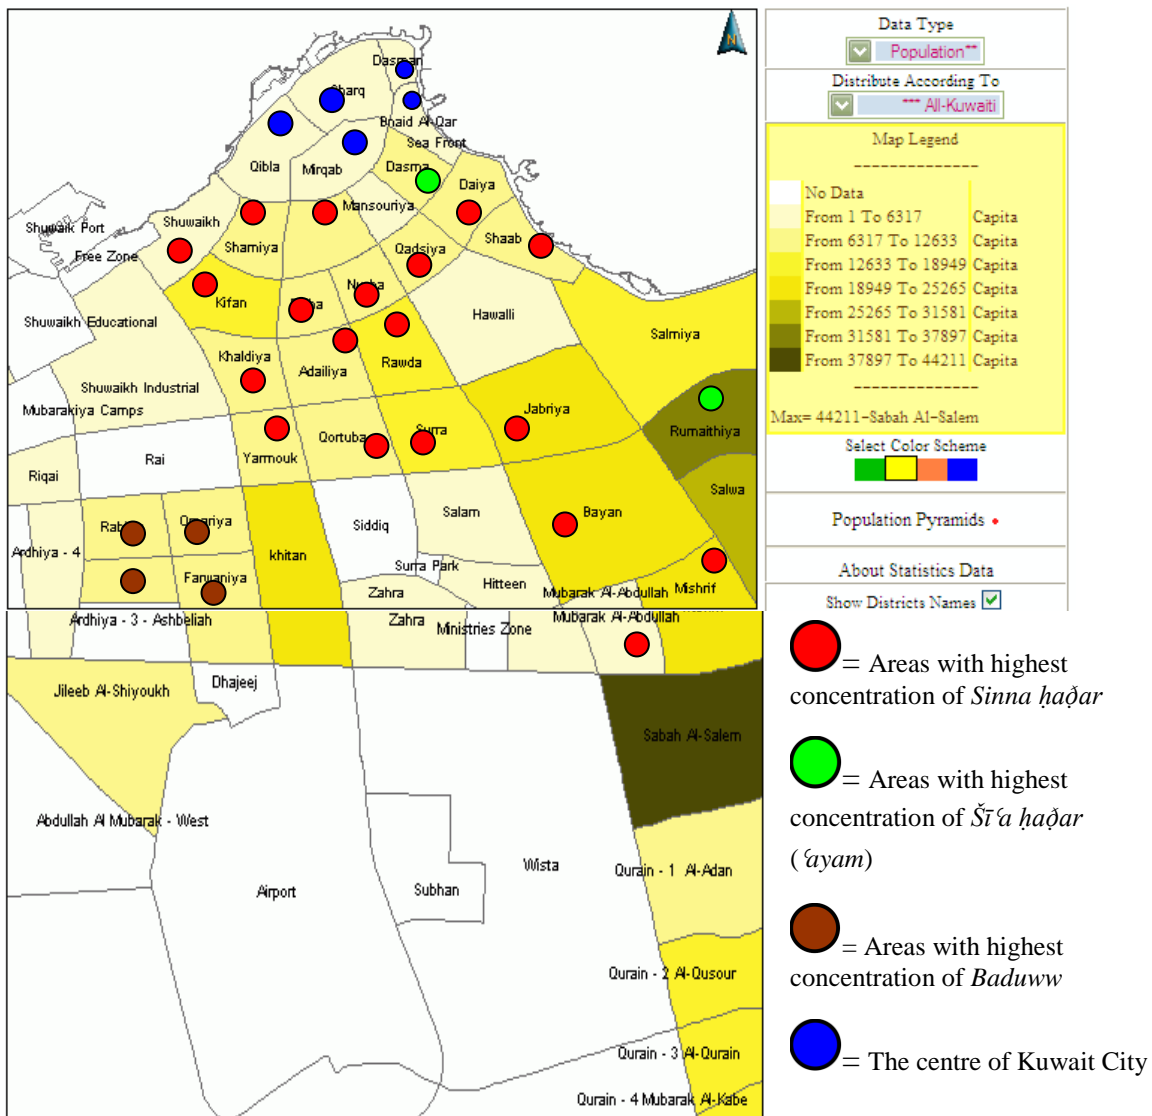 N
Dasman
Sharq
Bnaid Al-Qar
Sea Front
Qibla
Mirqab
Dasma
Daiya
Mansouriya
Shuwaikh
Shuwaik Port
Free Zone
Shamiya
Qadsiya
Shaab
Kifan
Hawalli
Salmiya
Shuwaikh Educational
Khaldiya
Adailiya
Rawda
Shuwaikh Industrial
Mubarakiya Camps
Jabriya
Qortuba
Surra
Rumaithiya
Rai
Yarmouk
Riqai
Salwa
Omariya
Siddiq
Salam
Bayan
Ardhiya - 4
khitan
Surra Park
Farwaniya
Hitteen
Zahra
Mubarak Al-Abdullah
Mishrif
Ardhiya - 3 - Ashbeliah
Zahra
Ministries Zone
Mubarak Al-Abdullah
Jileeb Al-Shiyoukh
Dhajeej
Sabah Al-Salem
Abdullah Al Mubarak - West
Wista
Qurain - 1 Al-Adan
Airport
Subhan
Qurain - 2 Al-Qusour
Qurain - 3 Al-Qurain
Qurain - 4 Mubarak Al-Kabe
Data Type
Population**
Distribute According To
*** All-Kuwaiti
Map Legend
--------------
No Data
From 1 To 6317 Capita
From 6317 To 12633 Capita
From 12633 To 18949 Capita
From 18949 To 25265 Capita
From 25265 To 31581 Capita
From 31581 To 37897 Capita
From 37897 To 44211 Capita
--------------
Max= 44211-Sabah Al-Salem
Select Color Scheme
Population Pyramids
About Statistics Data
Show Districts Names
= Areas with highest
concentration of Sinna ḥaðar
= Areas with highest
concentration of Šī‘a ḥaðar
(‘ayam)
= Areas with highest
concentration of Baduww
= The centre of Kuwait City